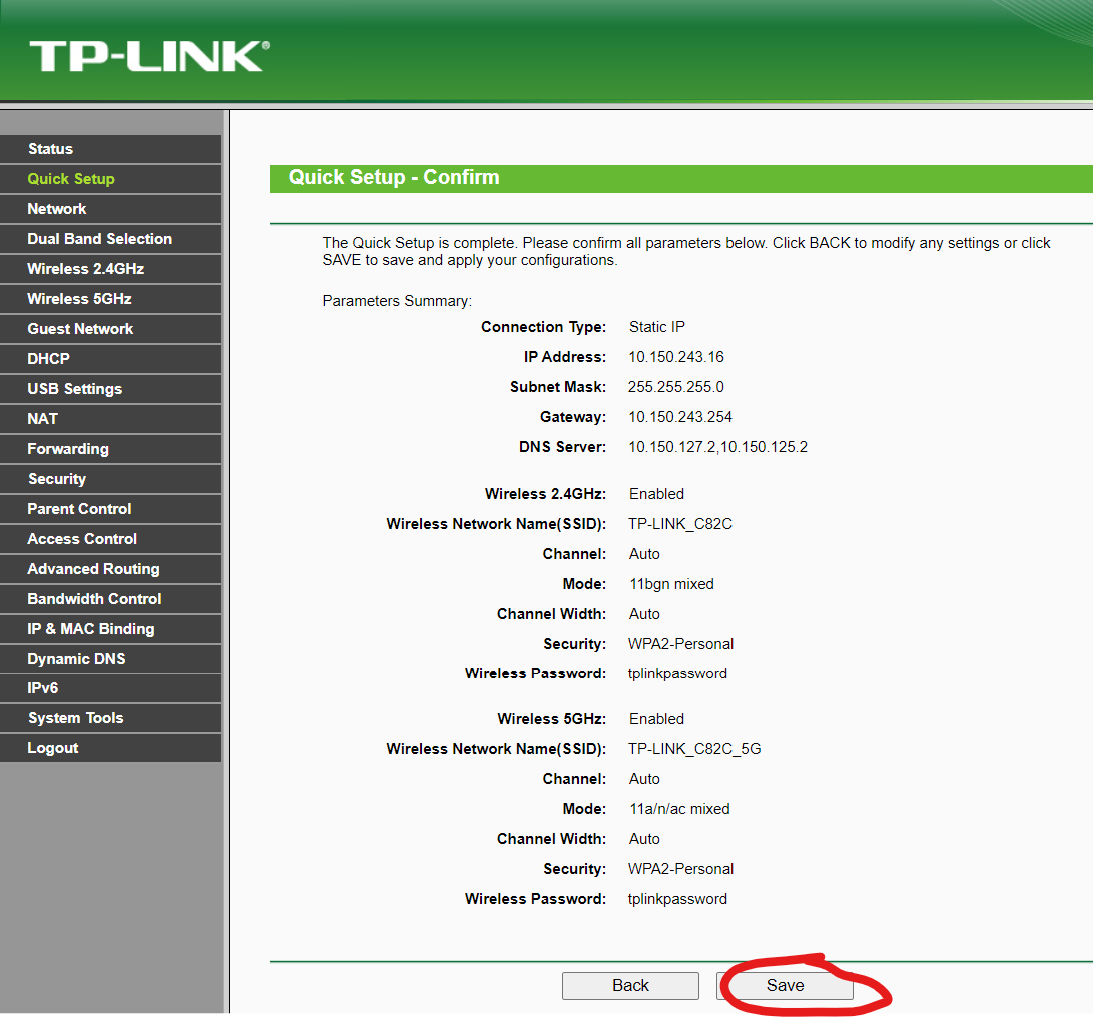 TP-LINK®
Status
Quick Setup
Network
Dual Band Selection
Wireless 2.4GHz
Wireless 5GHz
Guest Network
DHCP
USB Settings
NAT
Forwarding
Security
Parent Control
Access Control
Advanced Routing
Bandwidth Control
IP & MAC Binding
Dynamic DNS
IPv6
System Tools
Logout
Quick Setup - Confirm
The Quick Setup is complete. Please confirm all parameters below. Click BACK to modify any settings or click
SAVE to save and apply your configurations.
Parameters Summary:
Connection Type: Static IP
IP Address: 10.150.243.16
Subnet Mask: 255.255.255.0
Gateway: 10.150.243.254
DNS Server: 10.150.127.2,10.150.125.2
Wireless 2.4GHz: Enabled
Wireless Network Name(SSID): TP-LINK_C82C
Channel: Auto
Mode: 11bgn mixed
Channel Width: Auto
Security: WPA2-Personal
Wireless Password: tplinkpassword
Wireless 5GHz: Enabled
Wireless Network Name(SSID): TP-LINK_C82C_5G
Channel: Auto
Mode: 11a/n/ac mixed
Channel Width: Auto
Security: WPA2-Personal
Wireless Password: tplinkpassword
Back Save